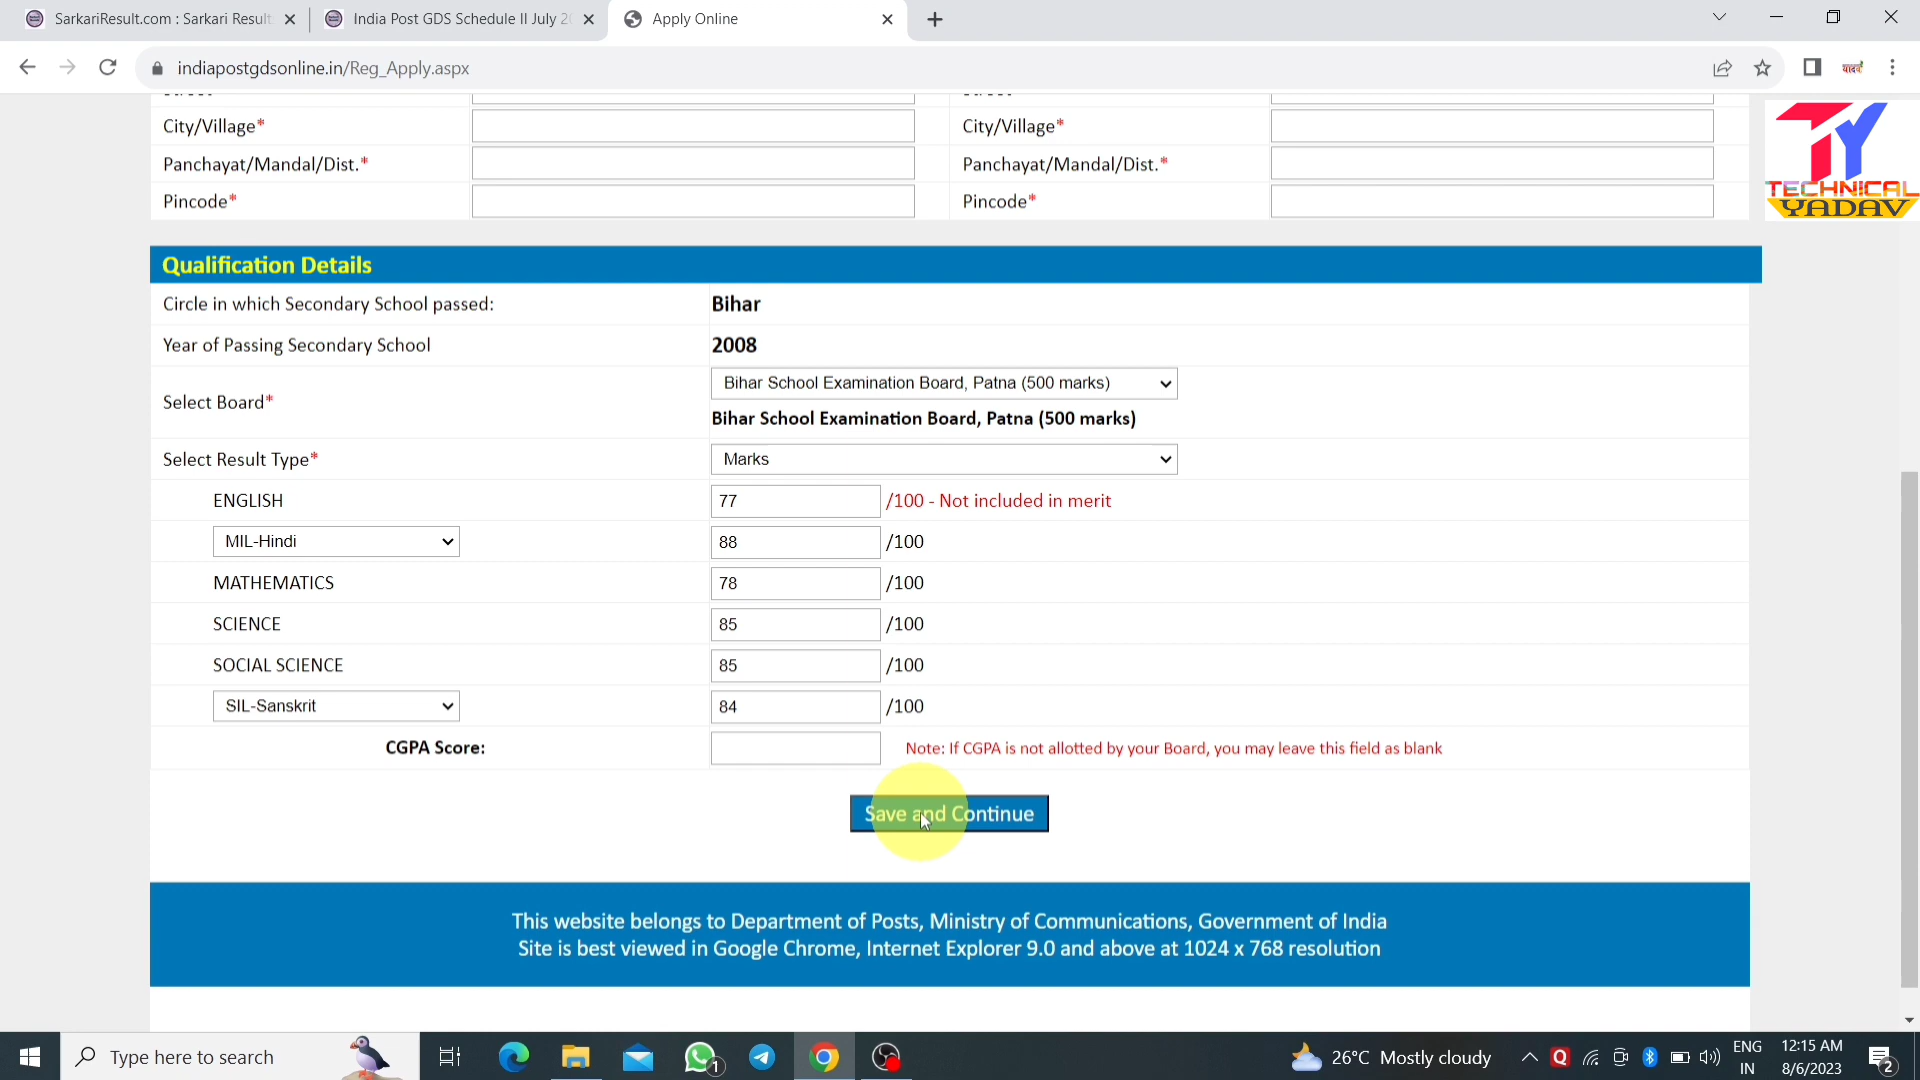 SarkariResult.com : Sarkari Result
India Post GDS Schedule II July 20
Apply Online
indiapostgdsonline.in/Reg_Apply.aspx
यादव
TY
TECHNICAL
YADAV
City/Village*
City/Village*
Panchayat/Mandal/Dist.*
Panchayat/Mandal/Dist.*
Pincode*
Pincode*
Qualification Details
Circle in which Secondary School passed: Bihar
Year of Passing Secondary School 2008
Select Board* Bihar School Examination Board, Patna (500 marks)
Bihar School Examination Board, Patna (500 marks)
Select Result Type* Marks
ENGLISH 77 /100 - Not included in merit
MIL-Hindi 88 /100
MATHEMATICS 78 /100
SCIENCE 85 /100
SOCIAL SCIENCE 85 /100
SIL-Sanskrit 84 /100
CGPA Score: Note: If CGPA is not allotted by your Board, you may leave this field as blank
Save and Continue
This website belongs to Department of Posts, Ministry of Communications, Government of India
Site is best viewed in Google Chrome, Internet Explorer 9.0 and above at 1024 x 768 resolution
Type here to search
1
26°C Mostly cloudy
Q
ENG
IN
12:15 AM
8/6/2023
2